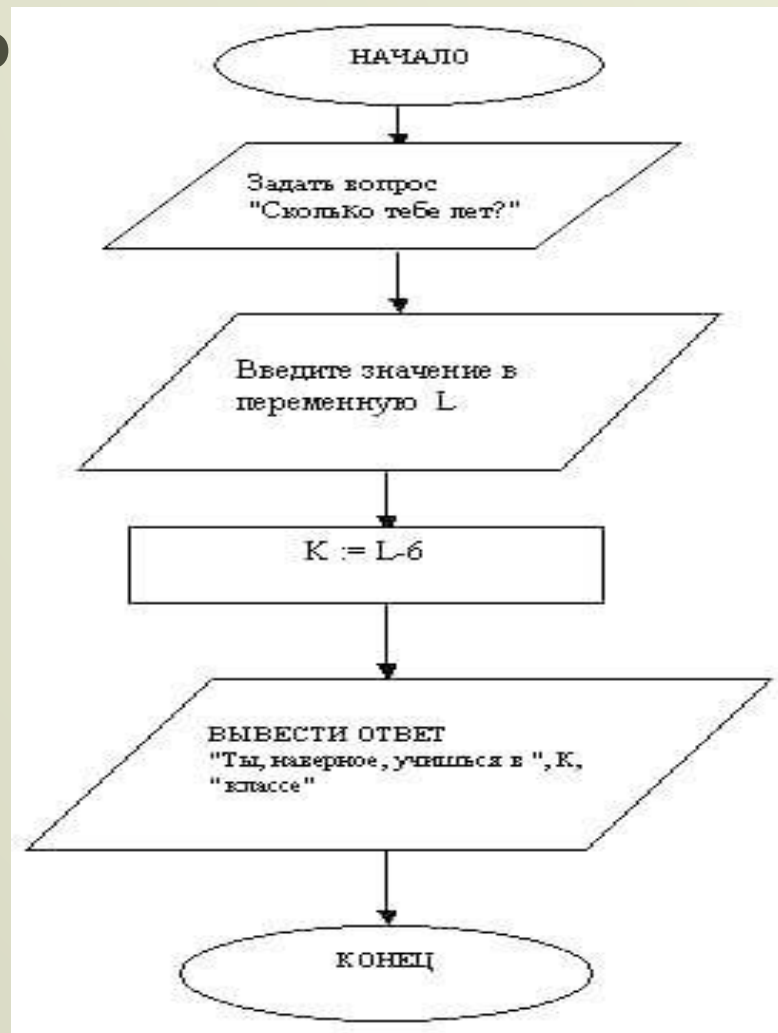 НАЧАЛО
Задать вопрос
"Сколько тебе лет?"
Введите значение в
переменную L
K := L-6
ВЫВЕСТИ ОТВЕТ
"Ты, наверное, учишься в ", К,
"классе"
КОНЕЦ